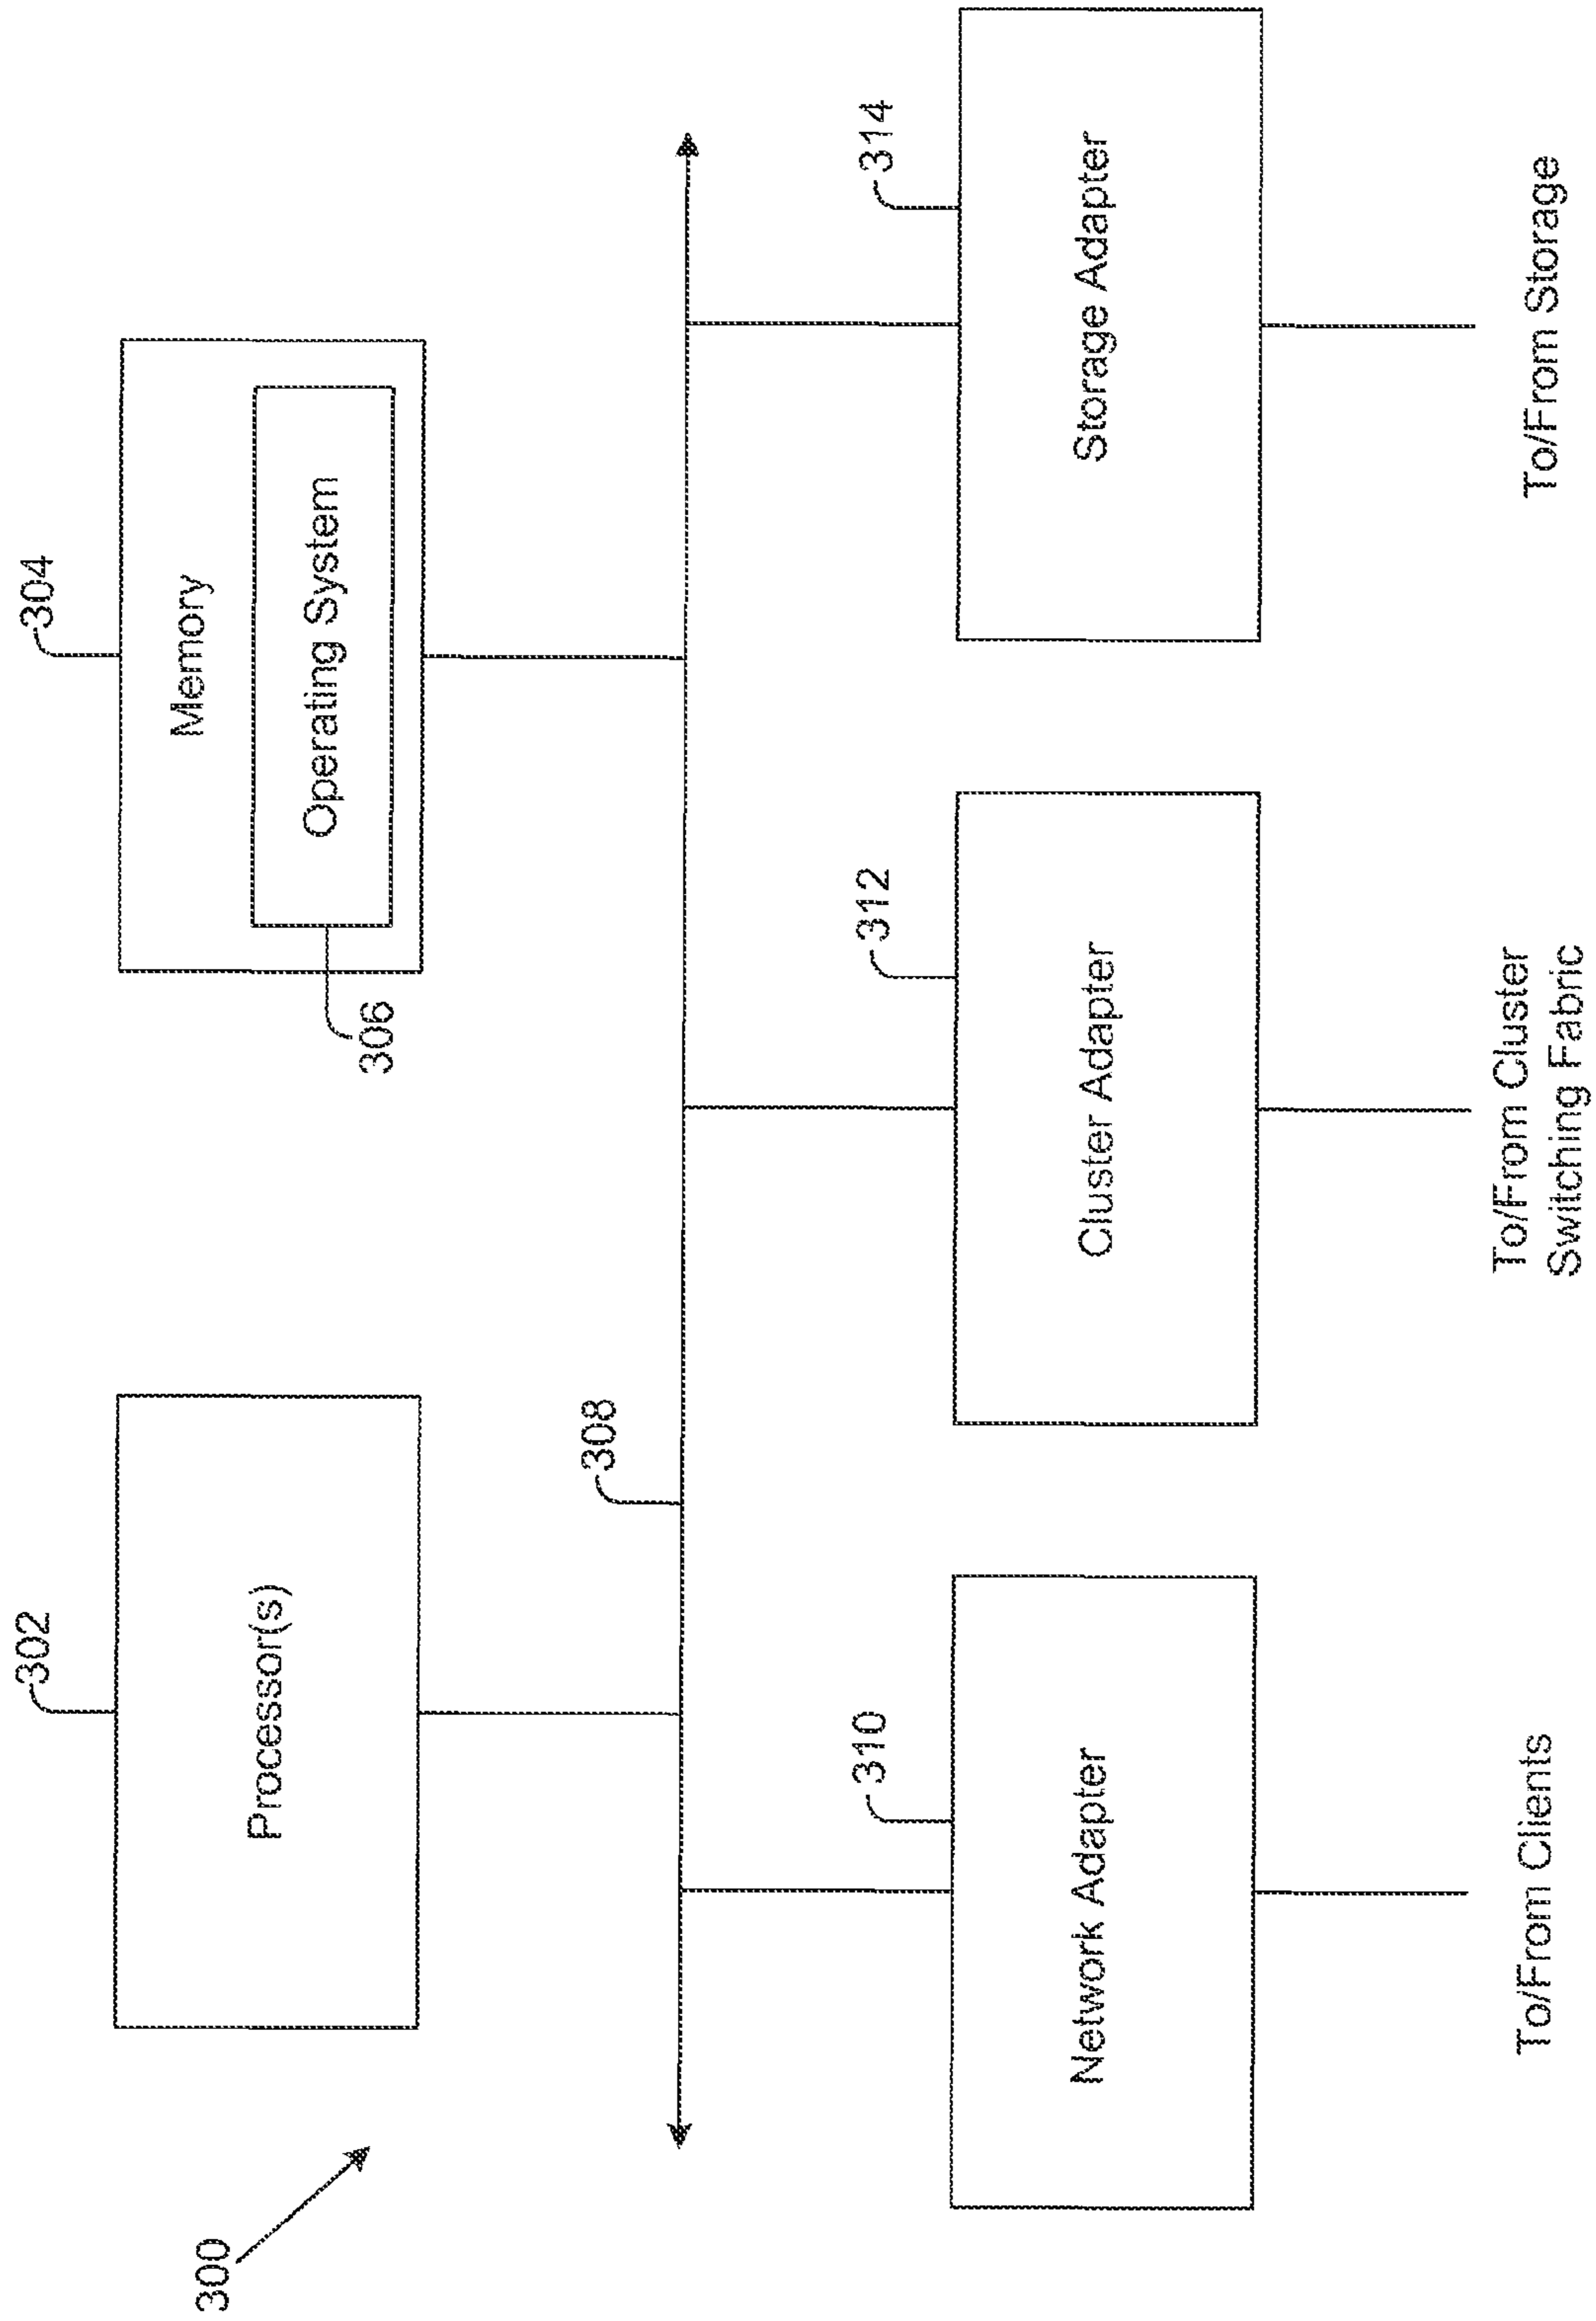 300
302
304
Processor(s)
Memory
Operating System
306
308
310
312
314
Network Adapter
Cluster Adapter
Storage Adapter
To/From Clients
To/From Cluster
Switching Fabric
To/From Storage